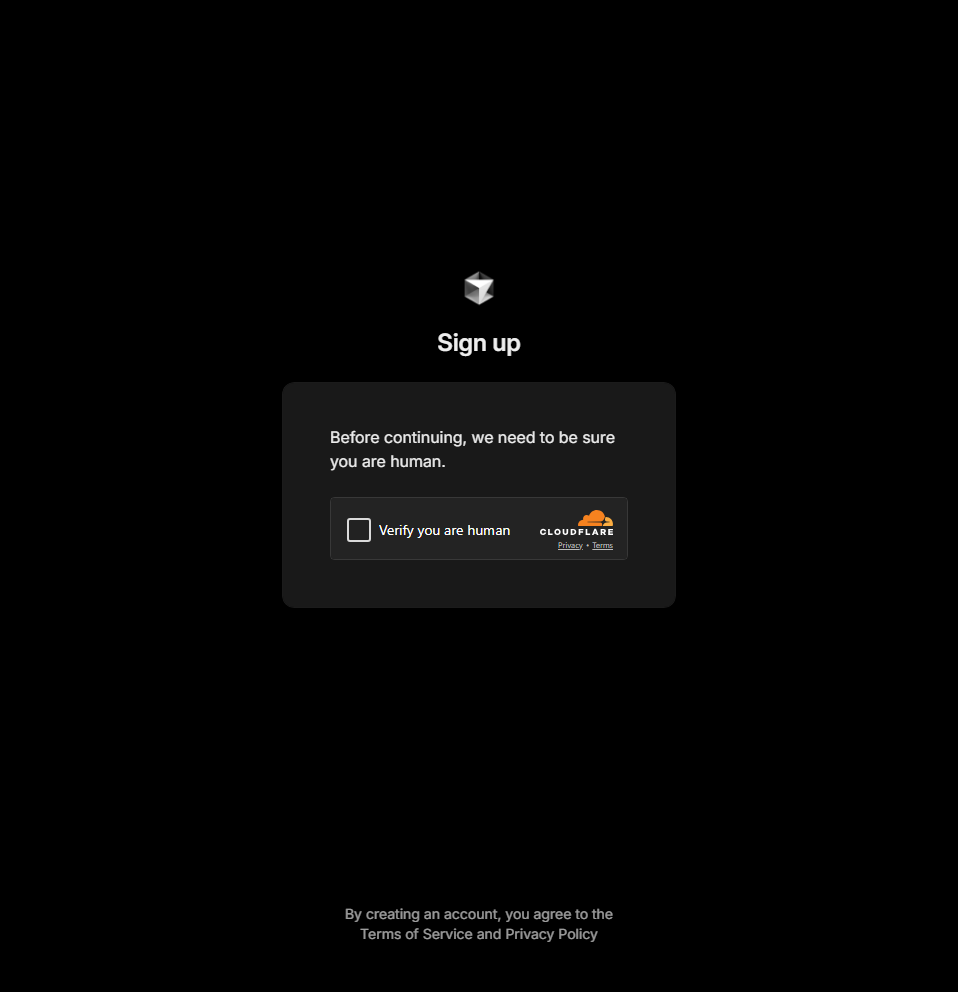 Sign up
Before continuing, we need to be sure
you are human.
Verify you are human
CLOUDFLARE
Privacy • Terms
By creating an account, you agree to the
Terms of Service and Privacy Policy